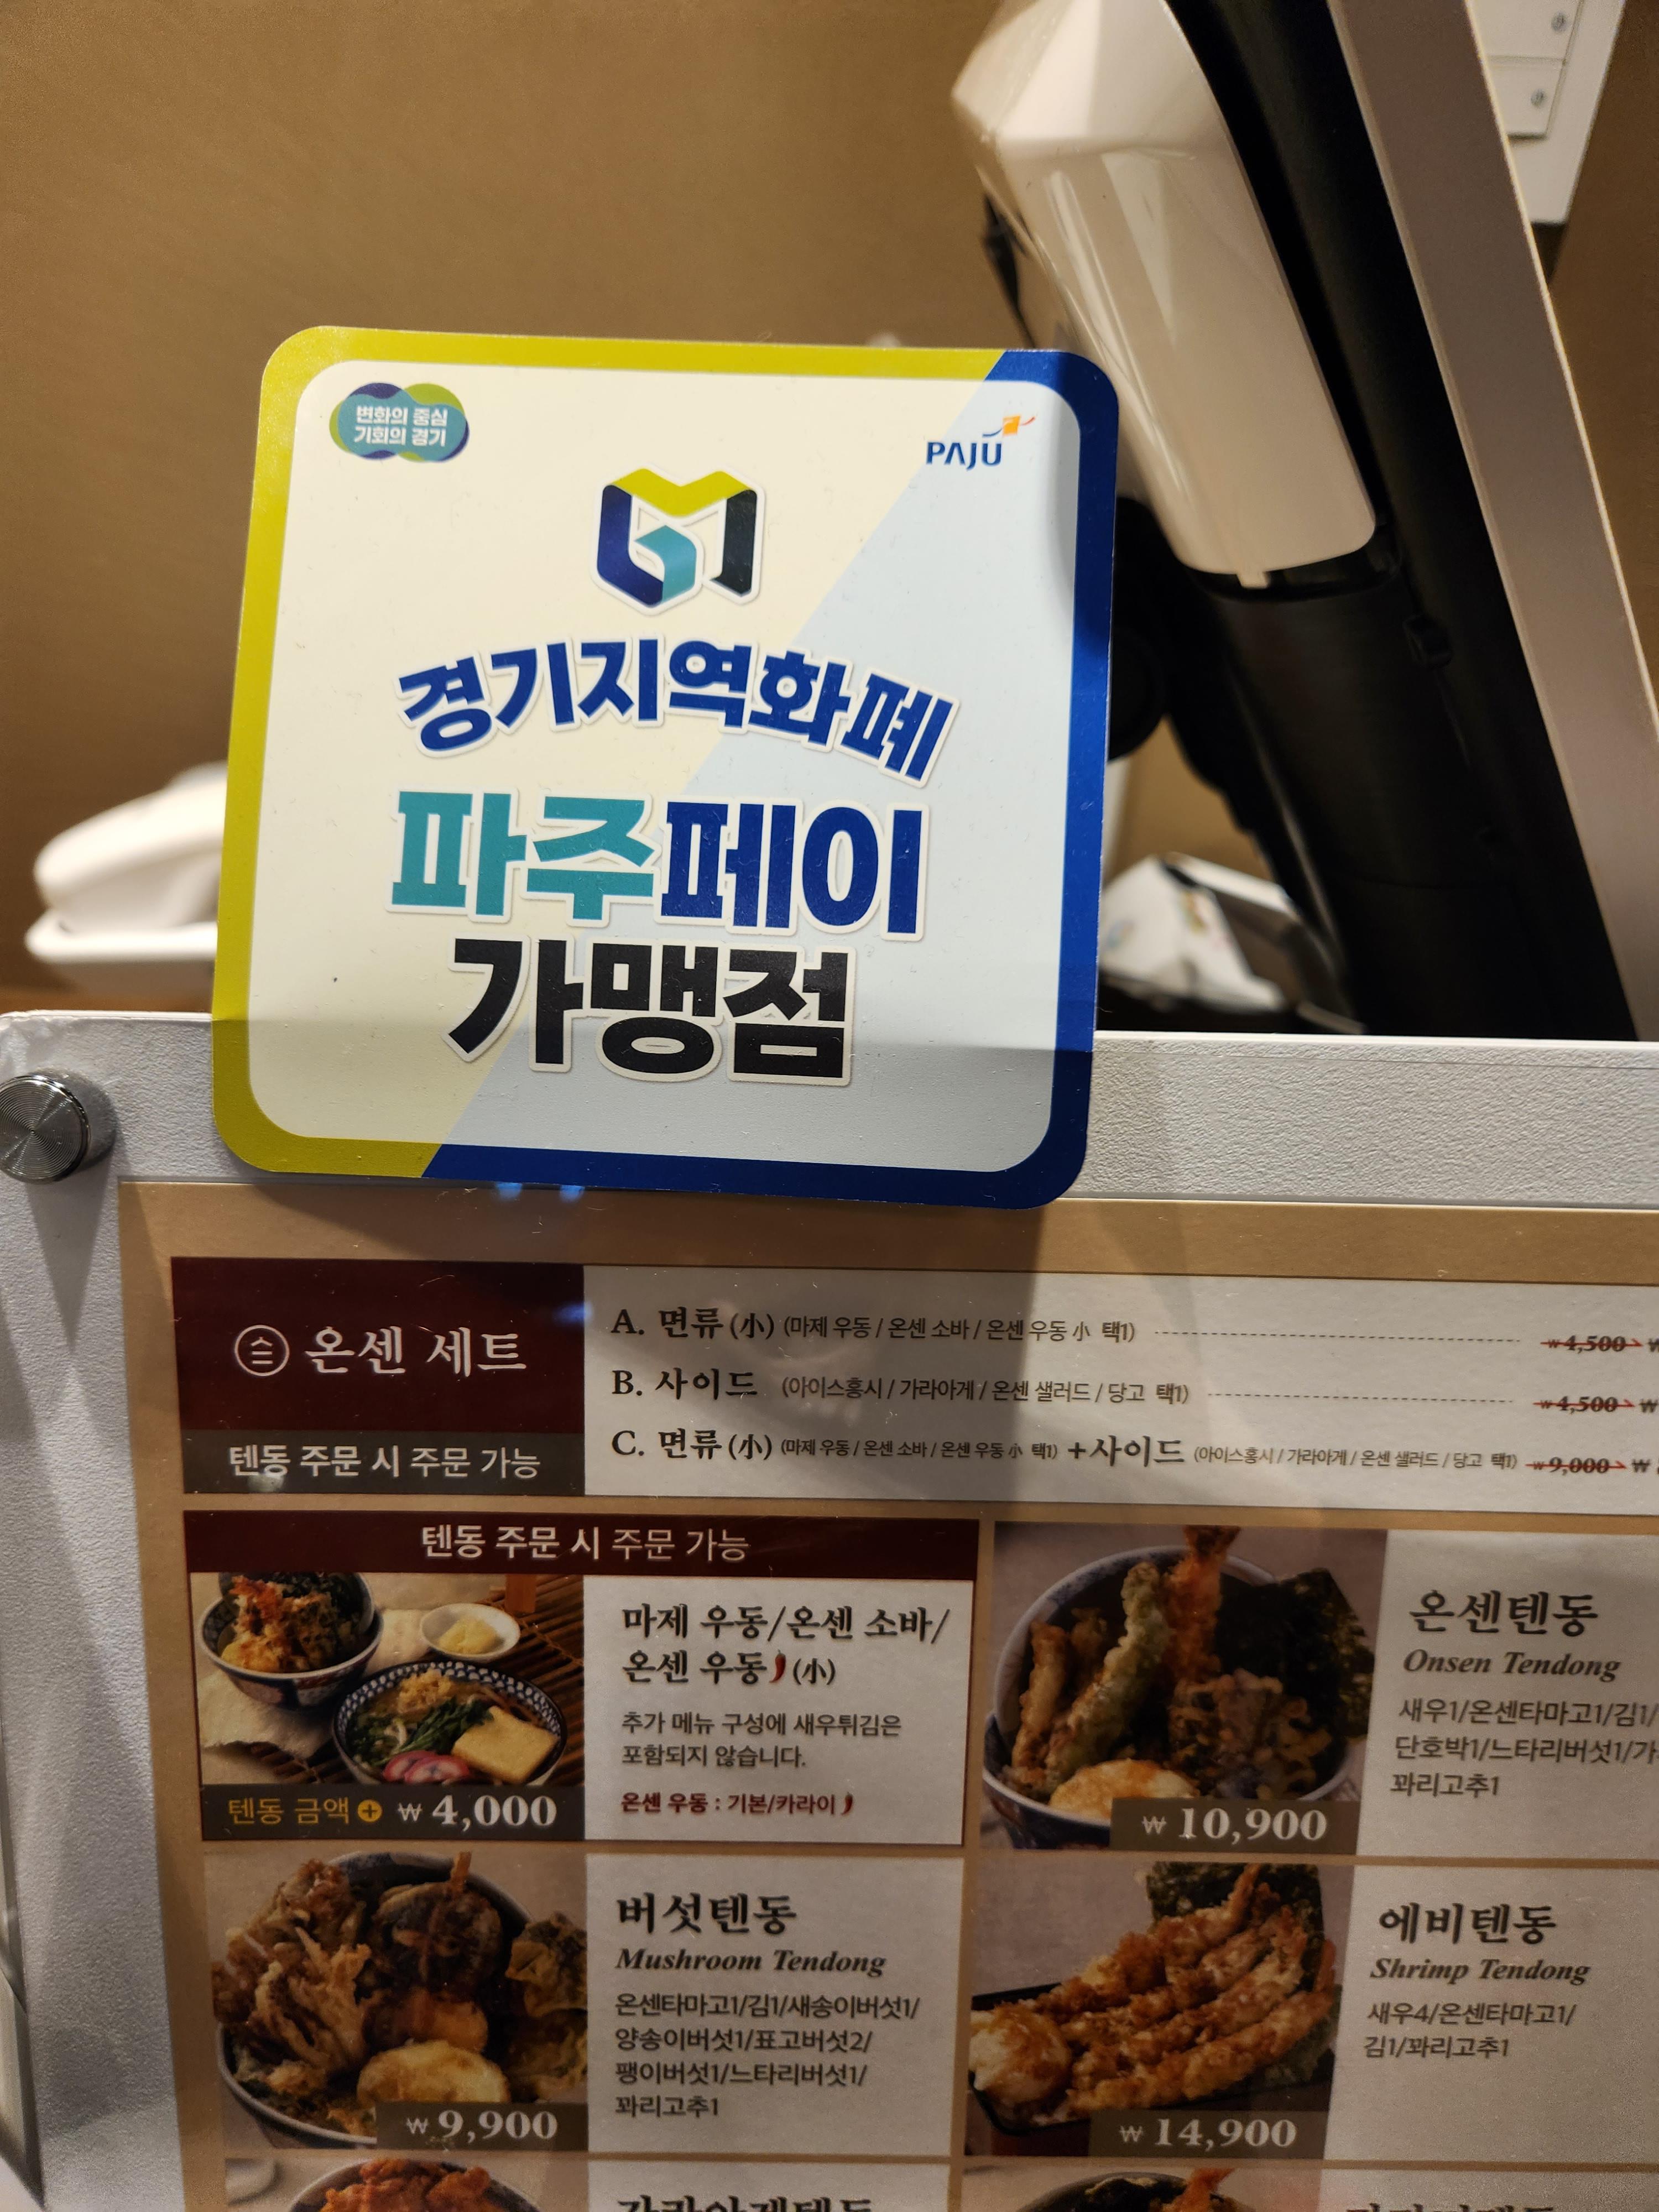 변화의 중심
기회의 경기
PAJU
경기지역화폐
파주페이
가맹점
온센 세트
텐동 주문 시 주문 가능
A. 면류 (小) (마제 우동 / 온센 소바 / 온센 우동 小 택1) ₩4,500 ₩
B. 사이드 (아이스홍시 / 가라아게 / 온센 샐러드 / 당고 택1) ₩4,500 ₩
C. 면류 (小) (마제 우동 / 온센 소바 / 온센 우동 小 택1) +사이드 (아이스홍시 / 가라아게 / 온센 샐러드 / 당고 택1) ₩9,000 ₩
텐동 주문 시 주문 가능
마제 우동/온센 소바/
온센 우동 (小)
추가 메뉴 구성에 새우튀김은
포함되지 않습니다.
온센 우동 : 기본/카라이
텐동 금액 + ₩ 4,000
온센텐동
Onsen Tendong
새우1/온센타마고1/김1/
단호박1/느타리버섯1/가
꽈리고추1
₩ 10,900
버섯텐동
Mushroom Tendong
온센타마고1/김1/새송이버섯1/
양송이버섯1/표고버섯2/
팽이버섯1/느타리버섯1/
꽈리고추1
₩ 9,900
에비텐동
Shrimp Tendong
새우4/온센타마고1/
김1/꽈리고추1
₩ 14,900